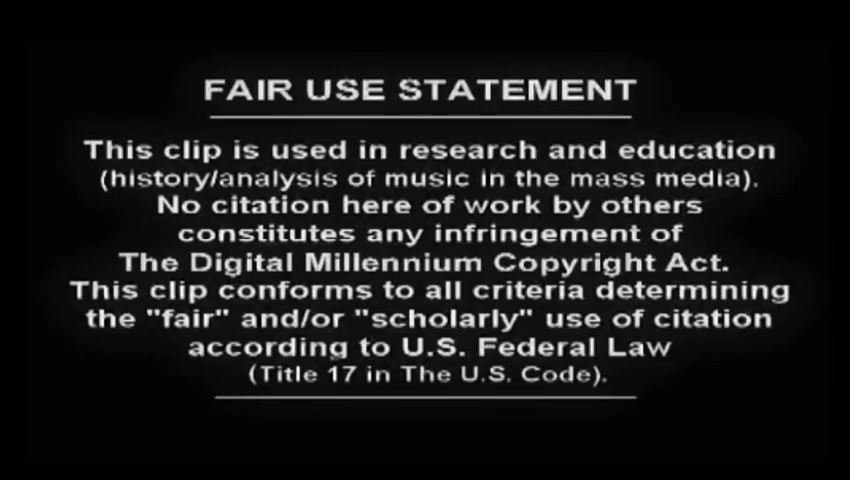 FAIR USE STATEMENT
This clip is used in research and education
(history/analysis of music in the mass media).
No citation here of work by others
constitutes any infringement of
The Digital Millennium Copyright Act.
This clip conforms to all criteria determining
the "fair" and/or "scholarly" use of citation
according to U.S. Federal Law
(Title 17 in The U.S. Code).